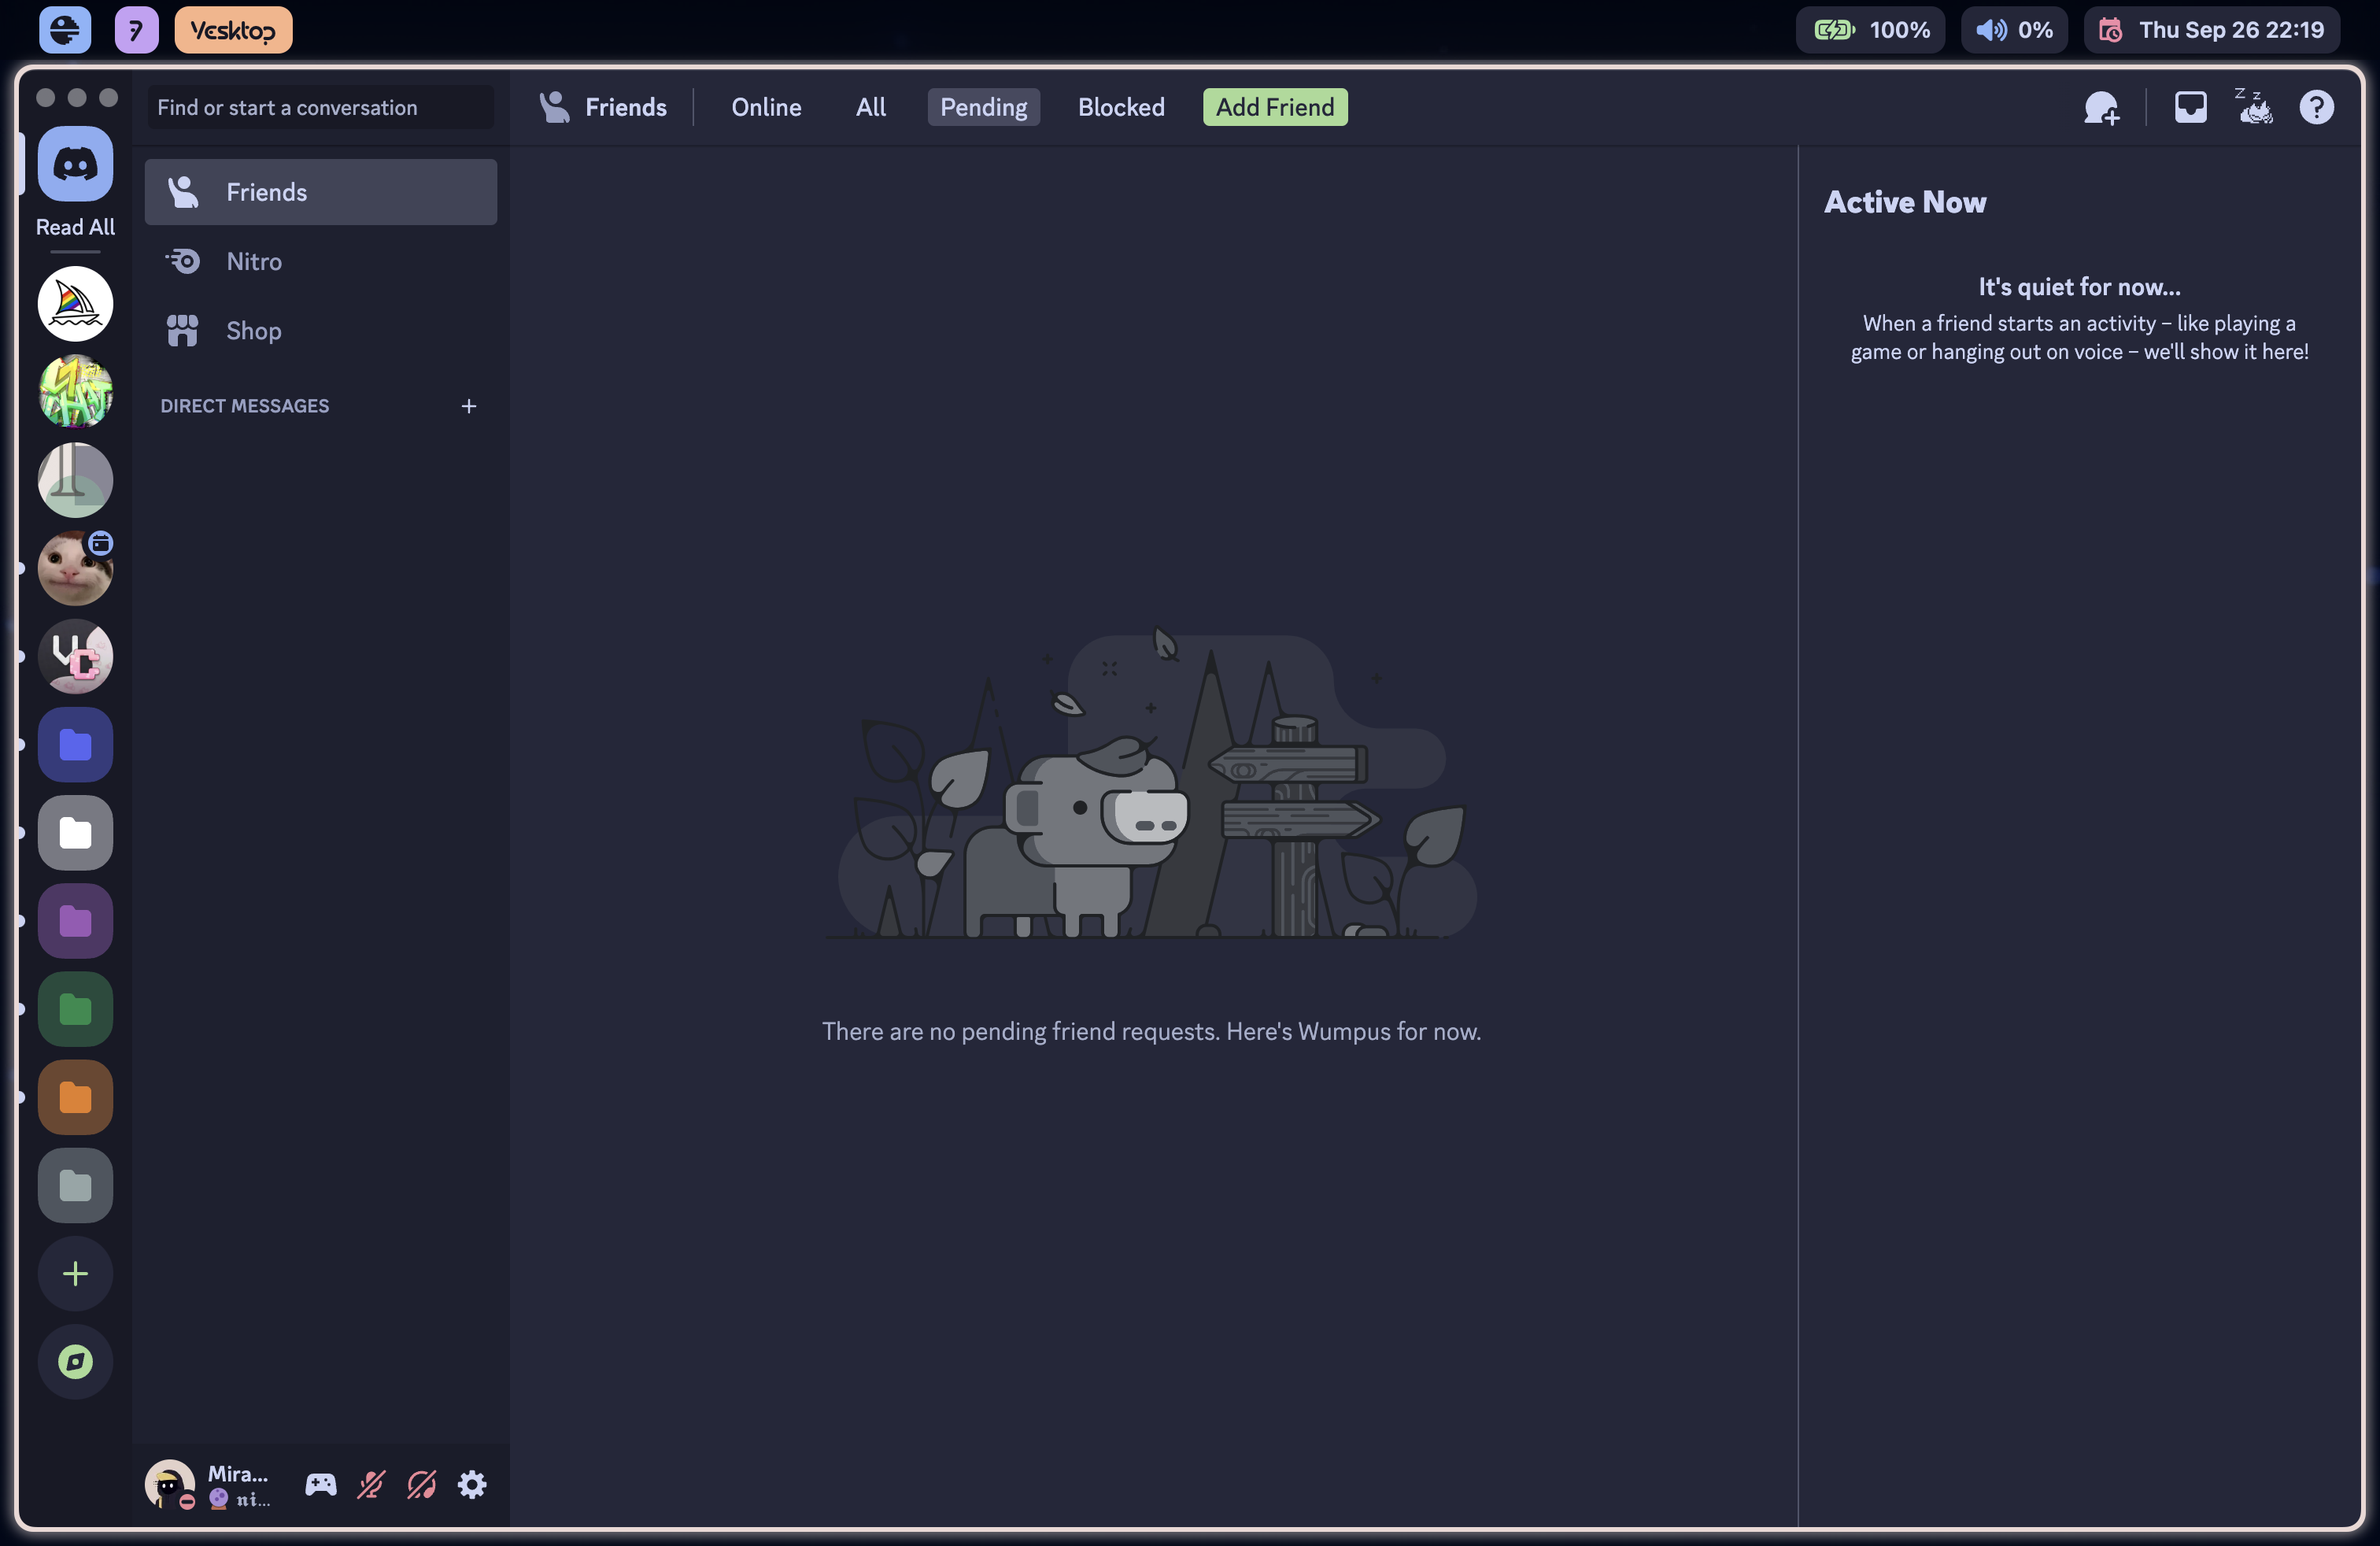 7
Vesktop
100%
0%
Thu Sep 26 22:19
Find or start a conversation
Friends
Online
All
Pending
Blocked
Add Friend
Read All
Friends
Nitro
Shop
DIRECT MESSAGES
Active Now
It's quiet for now...
When a friend starts an activity – like playing a
game or hanging out on voice – we'll show it here!
There are no pending friend requests. Here's Wumpus for now.
VC
Mira...
𝖓𝖎...
z z